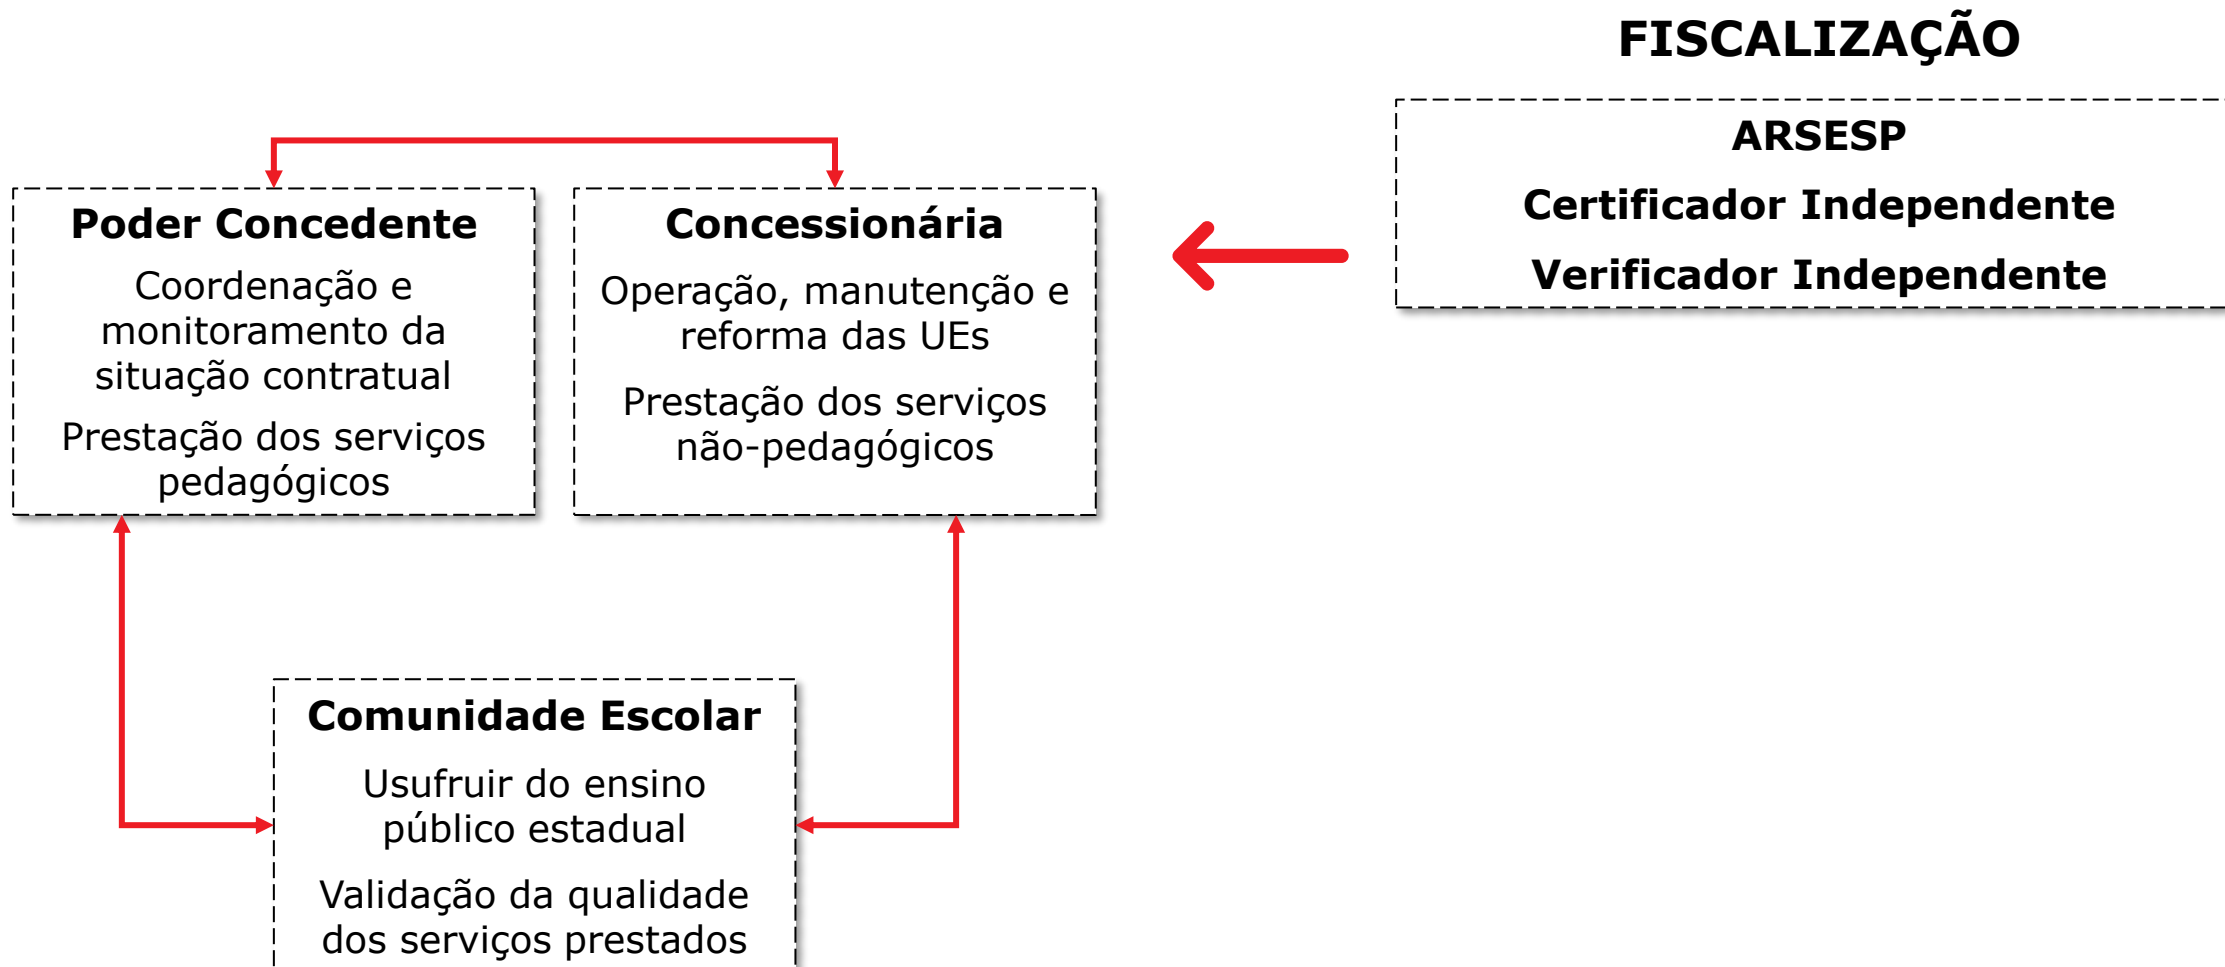 FISCALIZAÇÃO
ARSESP
Certificador Independente
Verificador Independente
Poder Concedente
Coordenação e
monitoramento da
situação contratual
Prestação dos serviços
pedagógicos
Concessionária
Operação, manutenção e
reforma das UEs
Prestação dos serviços
não-pedagógicos
Comunidade Escolar
Usufruir do ensino
público estadual
Validação da qualidade
dos serviços prestados